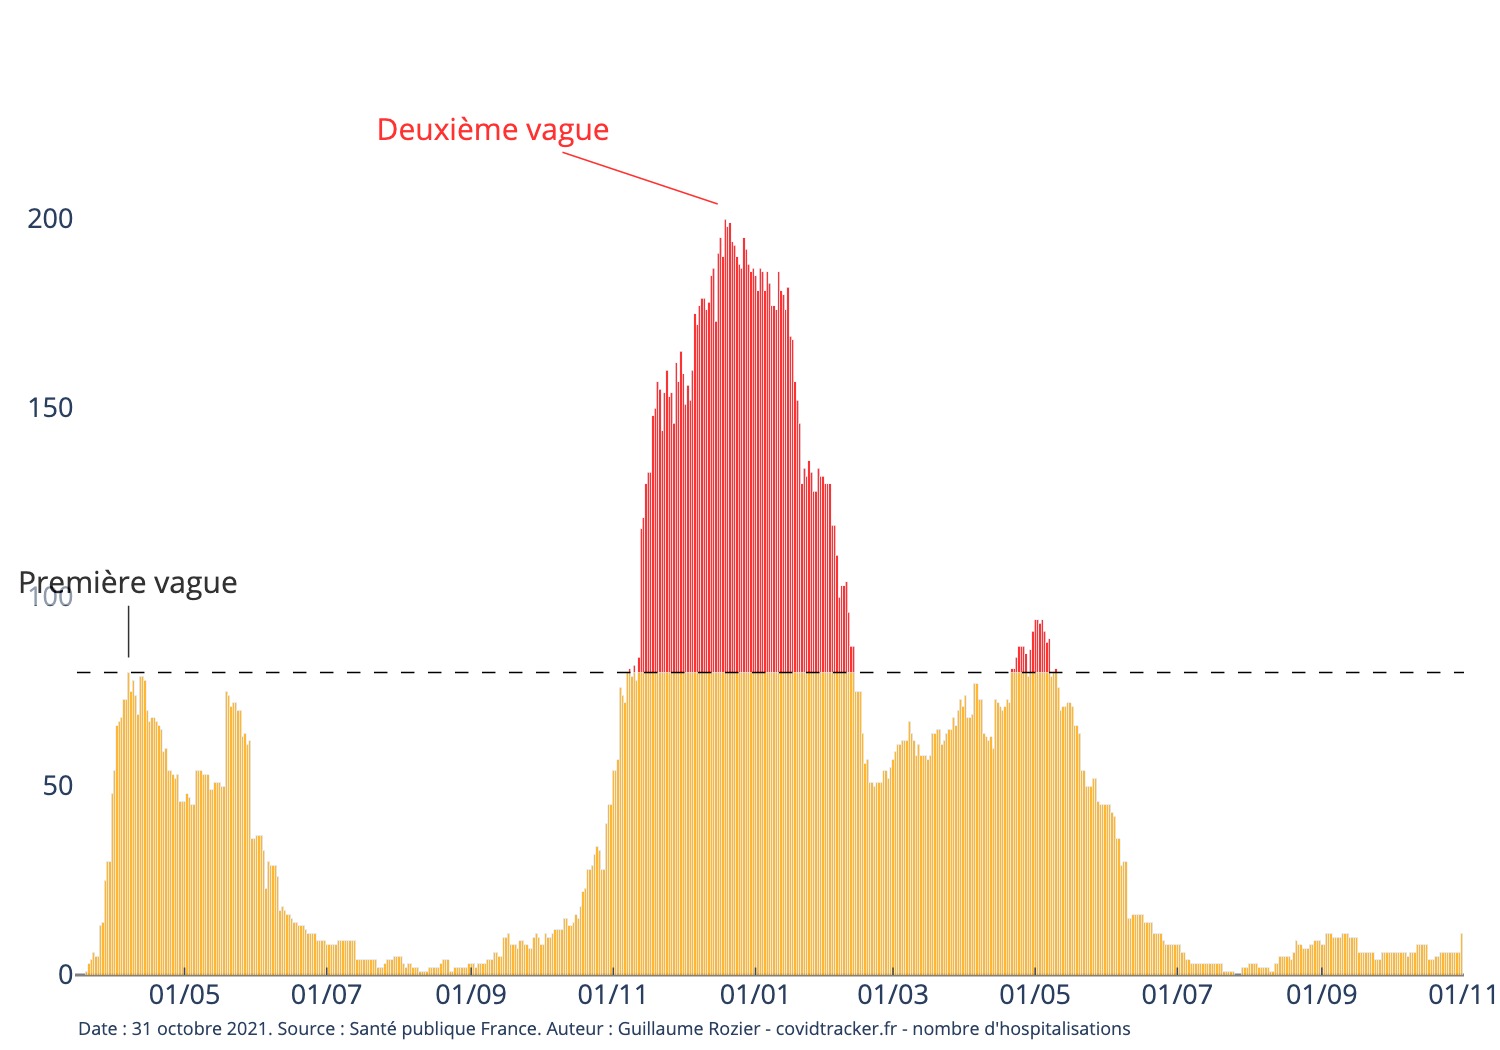 Deuxième vague
200
150
Première vague
100
50
0
01/05 01/07 01/09 01/11 01/01 01/03 01/05 01/07 01/09 01/11
Date : 31 octobre 2021. Source : Santé publique France. Auteur : Guillaume Rozier - covidtracker.fr - nombre d'hospitalisations